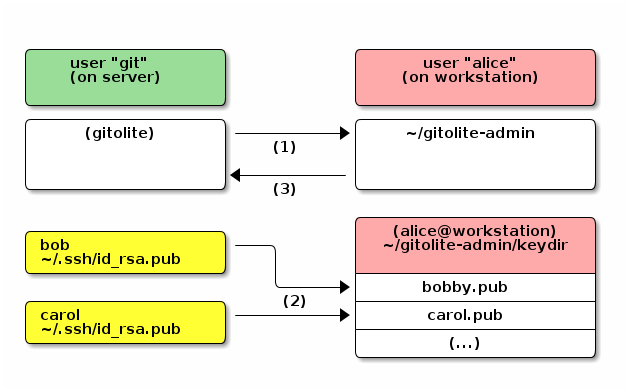 user "git"
(on server)
user "alice"
(on workstation)
(gitolite)
(1)
~/gitolite-admin
(3)
bob
~/.ssh/id_rsa.pub
(alice@workstation)
~/gitolite-admin/keydir
bobby.pub
(2)
carol
~/.ssh/id_rsa.pub
carol.pub
(...)